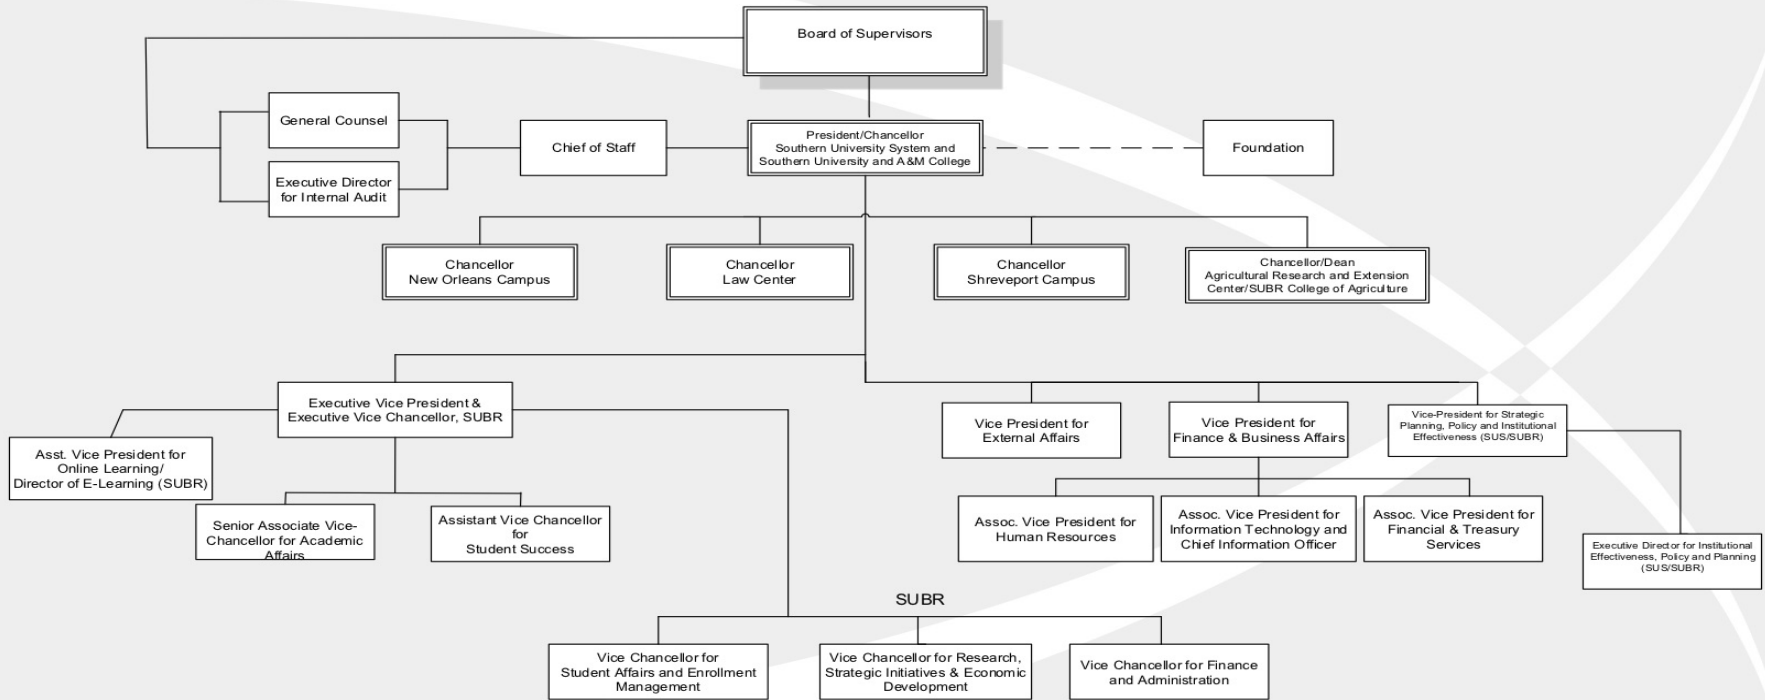 Board of Supervisors
General Counsel
Executive Director
for Internal Audit
Chief of Staff
President/Chancellor
Southern University System and
Southern University and A&M College
Foundation
Chancellor
New Orleans Campus
Chancellor
Law Center
Chancellor
Shreveport Campus
Chancellor/Dean
Agricultural Research and Extension
Center/SUBR College of Agriculture
Executive Vice President &
Executive Vice Chancellor, SUBR
Vice President for
External Affairs
Vice President for
Finance & Business Affairs
Vice-President for Strategic
Planning, Policy and Institutional
Effectiveness (SUS/SUBR)
Asst. Vice President for
Online Learning/
Director of E-Learning (SUBR)
Senior Associate Vice-
Chancellor for Academic
Affairs
Assistant Vice Chancellor
for
Student Success
Assoc. Vice President for
Human Resources
Assoc. Vice President for
Information Technology and
Chief Information Officer
Assoc. Vice President for
Financial & Treasury
Services
Executive Director for Institutional
Effectiveness, Policy and Planning
(SUS/SUBR)
SUBR
Vice Chancellor for
Student Affairs and Enrollment
Management
Vice Chancellor for Research,
Strategic Initiatives & Economic
Development
Vice Chancellor for Finance
and Administration